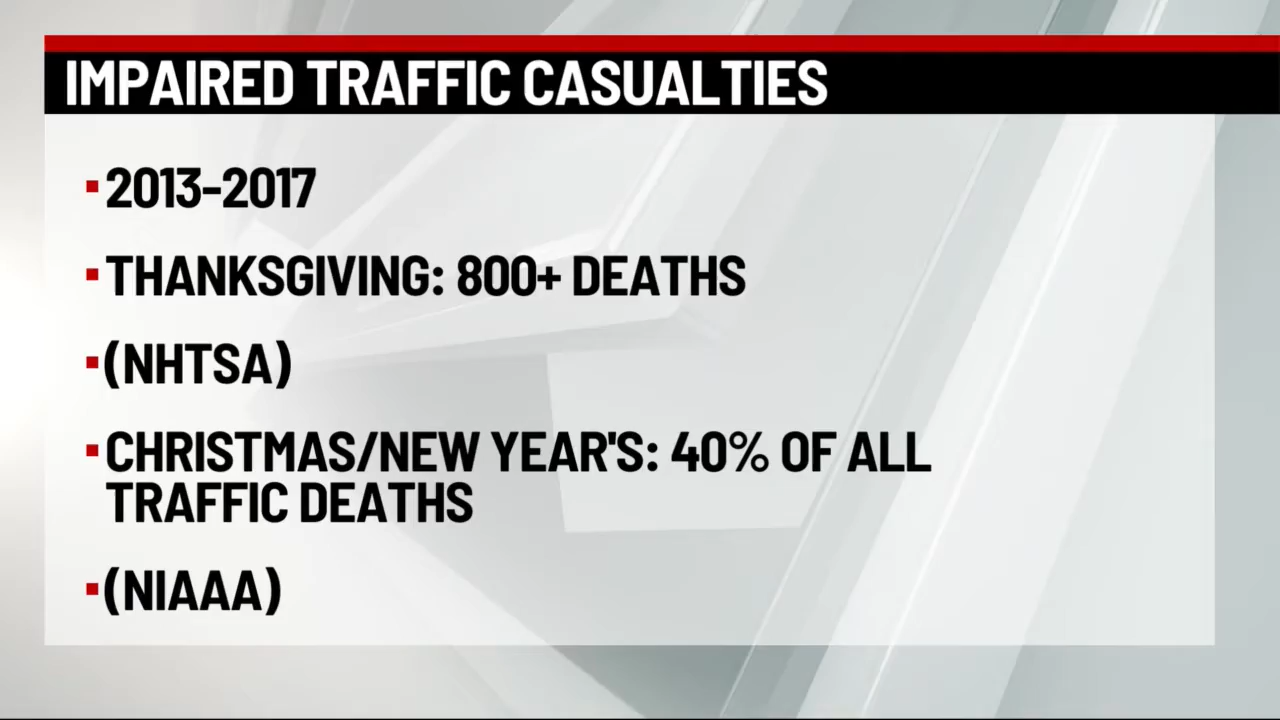 IMPAIRED TRAFFIC CASUALTIES
2013-2017
THANKSGIVING: 800+ DEATHS
(NHTSA)
CHRISTMAS/NEW YEAR'S: 40% OF ALL
TRAFFIC DEATHS
(NIAAA)